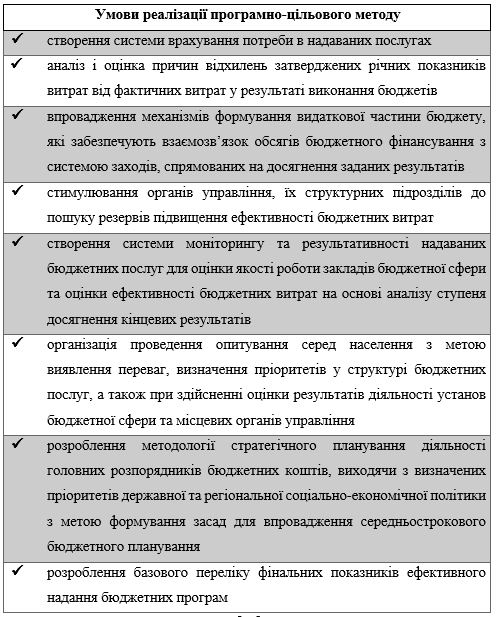 Умови реалізації програмно-цільового методу
✓ створення системи врахування потреби в надаваних послугах
✓ аналіз і оцінка причин відхилень затверджених річних показників
витрат від фактичних витрат у результаті виконання бюджетів
✓ впровадження механізмів формування видаткової частини бюджету,
які забезпечують взаємозв’язок обсягів бюджетного фінансування з
системою заходів, спрямованих на досягнення заданих результатів
✓ стимулювання органів управління, їх структурних підрозділів до
пошуку резервів підвищення ефективності бюджетних витрат
✓ створення системи моніторингу та результативності надаваних
бюджетних послуг для оцінки якості роботи закладів бюджетної сфери
та оцінки ефективності бюджетних витрат на основі аналізу ступеня
досягнення кінцевих результатів
✓ організація проведення опитування серед населення з метою
виявлення переваг, визначення пріоритетів у структурі бюджетних
послуг, а також при здійсненні оцінки результатів діяльності установ
бюджетної сфери та місцевих органів управління
✓ розроблення методології стратегічного планування діяльності
головних розпорядників бюджетних коштів, виходячи з визначених
пріоритетів державної та регіональної соціально-економічної політики
з метою формування засад для впровадження середньострокового
бюджетного планування
✓ розроблення базового переліку фінальних показників ефективного
надання бюджетних програм